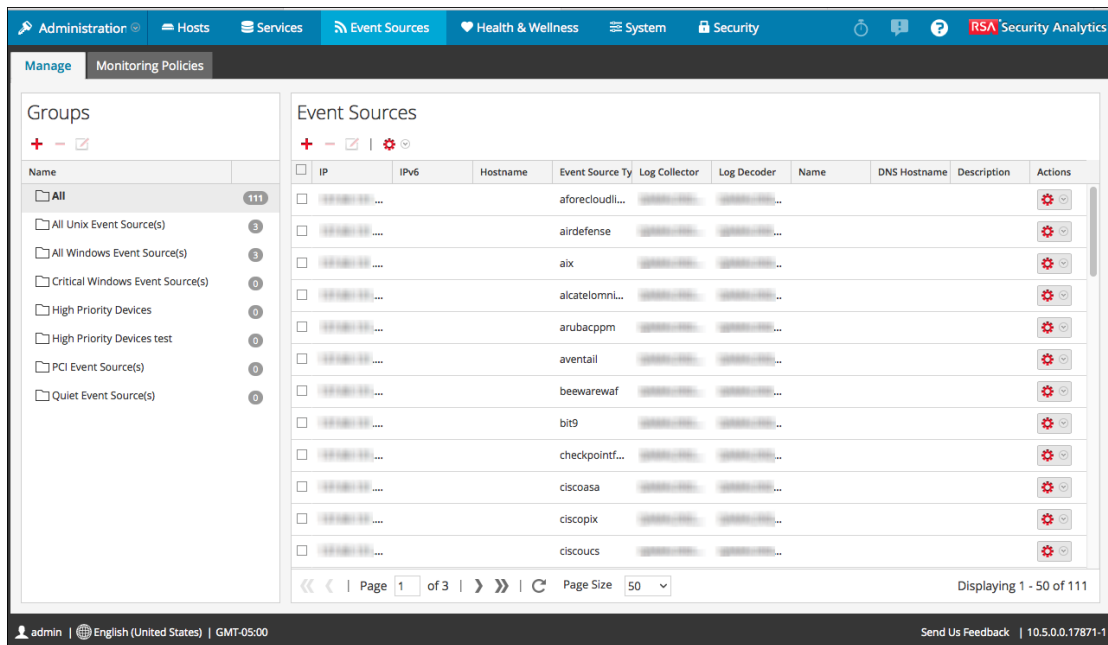 Administration Hosts Services Event Sources Health & Wellness System Security RSA Security Analytics
Manage Monitoring Policies
Groups
Name
All 111
All Unix Event Source(s) 3
All Windows Event Source(s) 3
Critical Windows Event Source(s) 0
High Priority Devices 0
High Priority Devices test 0
PCI Event Source(s) 0
Quiet Event Source(s) 0
Event Sources
IP IPv6 Hostname Event Source Ty Log Collector Log Decoder Name DNS Hostname Description Actions
aforecloudli...
airdefense
aix
alcatelomni...
arubacppm
aventail
beewarewaf
bit9
checkpointf...
ciscoasa
ciscopix
ciscoucs
Page 1 of 3 | Page Size 50 Displaying 1 - 50 of 111
admin | English (United States) | GMT-05:00 Send Us Feedback | 10.5.0.0.17871-1